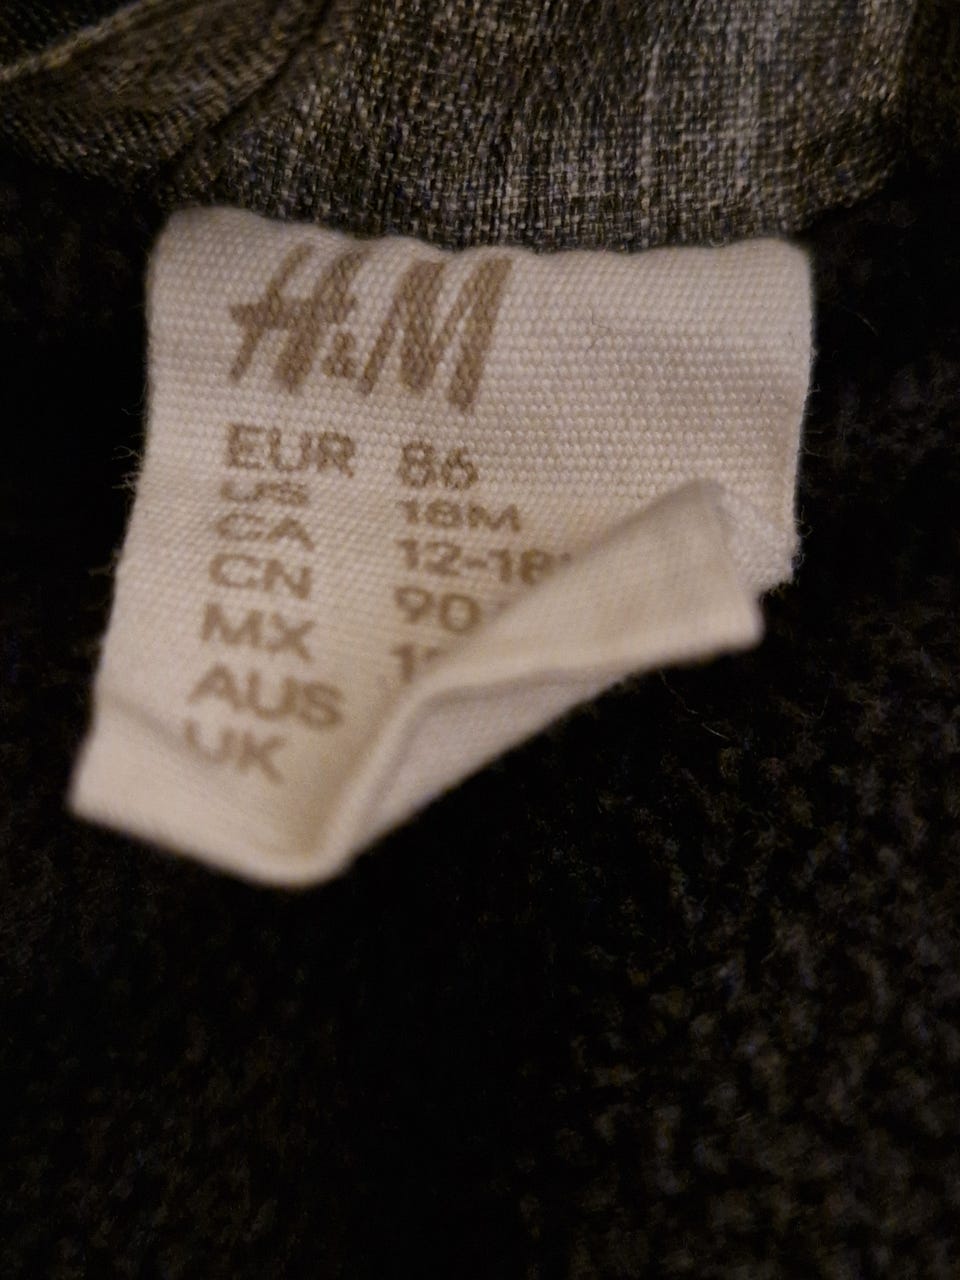 H&M
EUR 86
US 18M
CA 12-18
CN 90
MX
AUS
UK